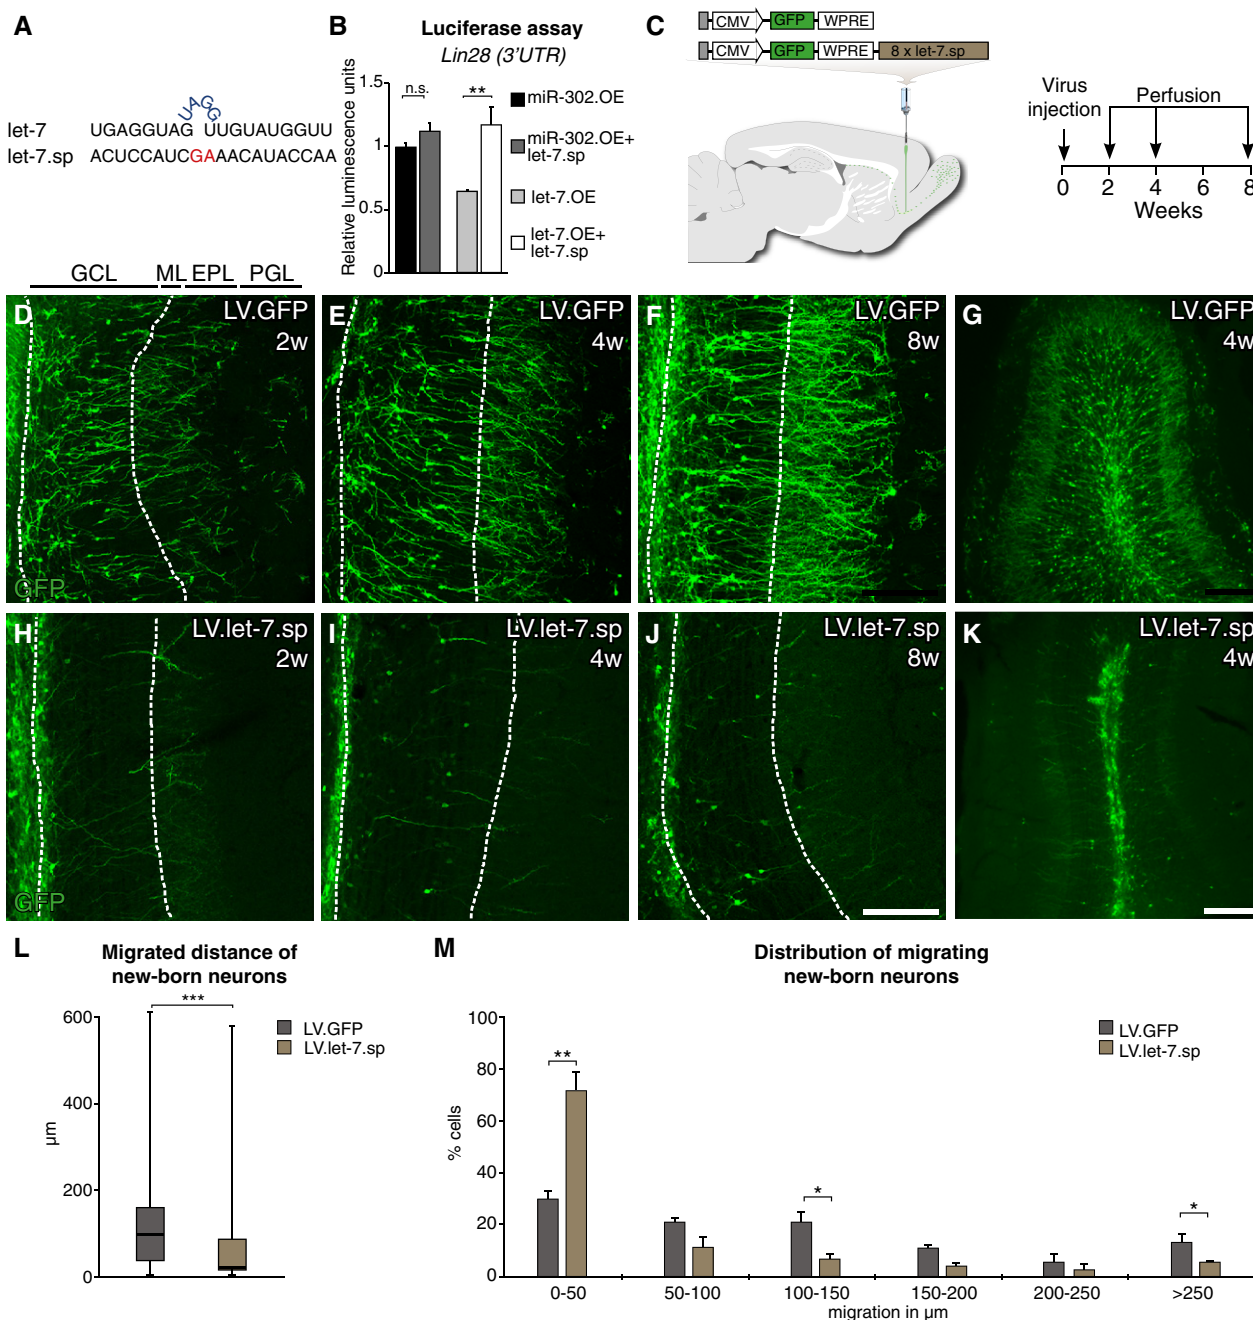 A
UAGG
let-7 UGAGGUAG UUGUAUGGUU
let-7.sp ACUCCAUCGAAACAUACCAA
B
Luciferase assay
Lin28 (3'UTR)
Relative luminescence units
1.5
1
0.5
0
n.s.
**
miR-302.OE
miR-302.OE+
let-7.sp
let-7.OE
let-7.OE+
let-7.sp
C
CMV GFP WPRE
CMV GFP WPRE 8 x let-7.sp
Virus
injection
Perfusion
0 2 4 6 8
Weeks
GCL ML EPL PGL
D
LV.GFP
2w
GFP
E
LV.GFP
4w
F
LV.GFP
8w
G
LV.GFP
4w
H
LV.let-7.sp
2w
GFP
I
LV.let-7.sp
4w
J
LV.let-7.sp
8w
K
LV.let-7.sp
4w
L
Migrated distance of
new-born neurons
***
LV.GFP
LV.let-7.sp
µm
600
400
200
0
M
Distribution of migrating
new-born neurons
LV.GFP
LV.let-7.sp
% cells
100
80
60
40
20
0
**
*
*
0-50 50-100 100-150 150-200 200-250 >250
migration in µm